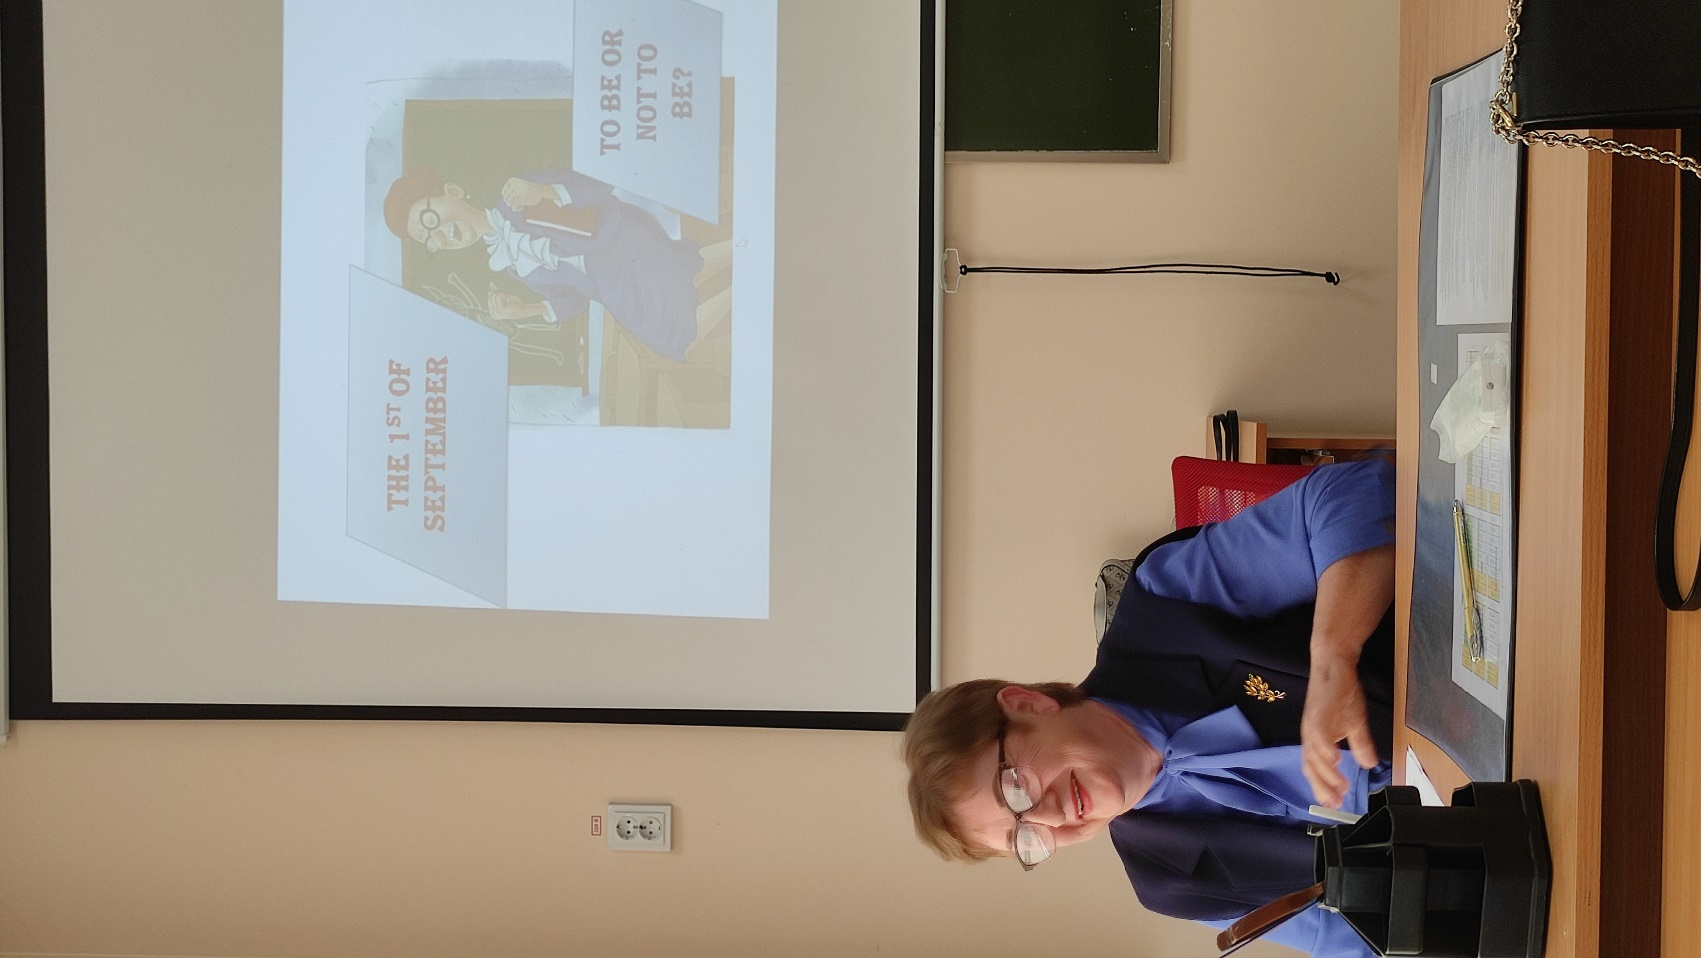 THE 1ST OF
SEPTEMBER
TO BE OR
NOT TO
BE?